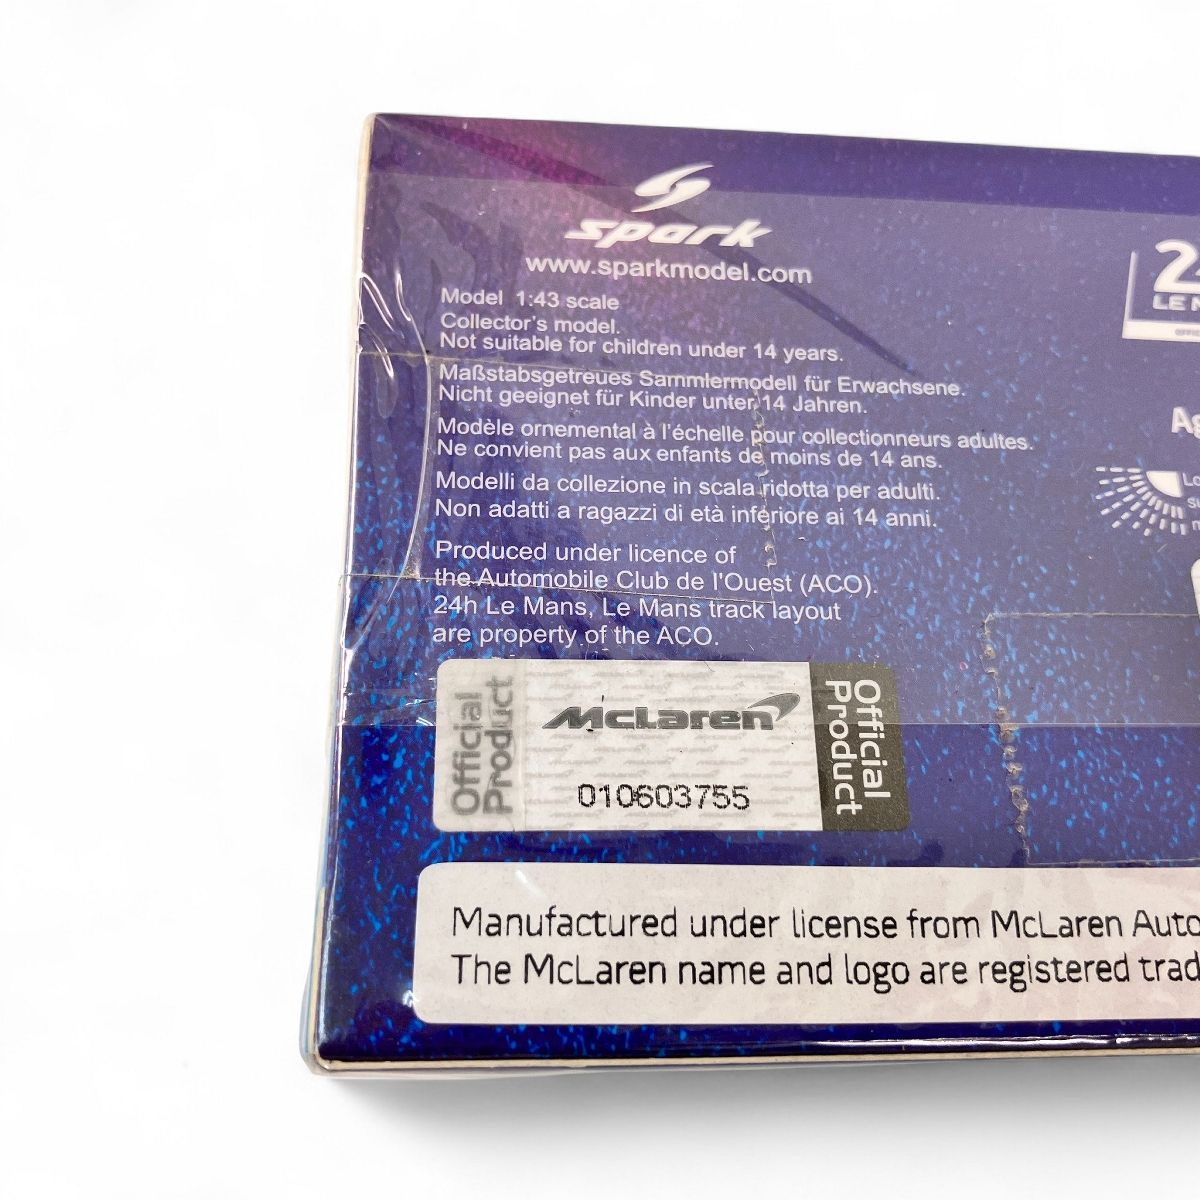 spark
www.sparkmodel.com
Model 1:43 scale
Collector's model.
Not suitable for children under 14 years.
Maßstabsgetreues Sammlermodell für Erwachsene.
Nicht geeignet für Kinder unter 14 Jahren.
Modèle ornemental à l'échelle pour collectionneurs adultes.
Ne convient pas aux enfants de moins de 14 ans.
Modelli da collezione in scala ridotta per adulti.
Non adatti a ragazzi di età inferiore ai 14 anni.
Produced under licence of
the Automobile Club de l'Ouest (ACO).
24h Le Mans, Le Mans track layout
are property of the ACO.
Official
Product
McLaren
010603755
Official
Product
Manufactured under license from McLaren Auto
The McLaren name and logo are registered trad
2
LE